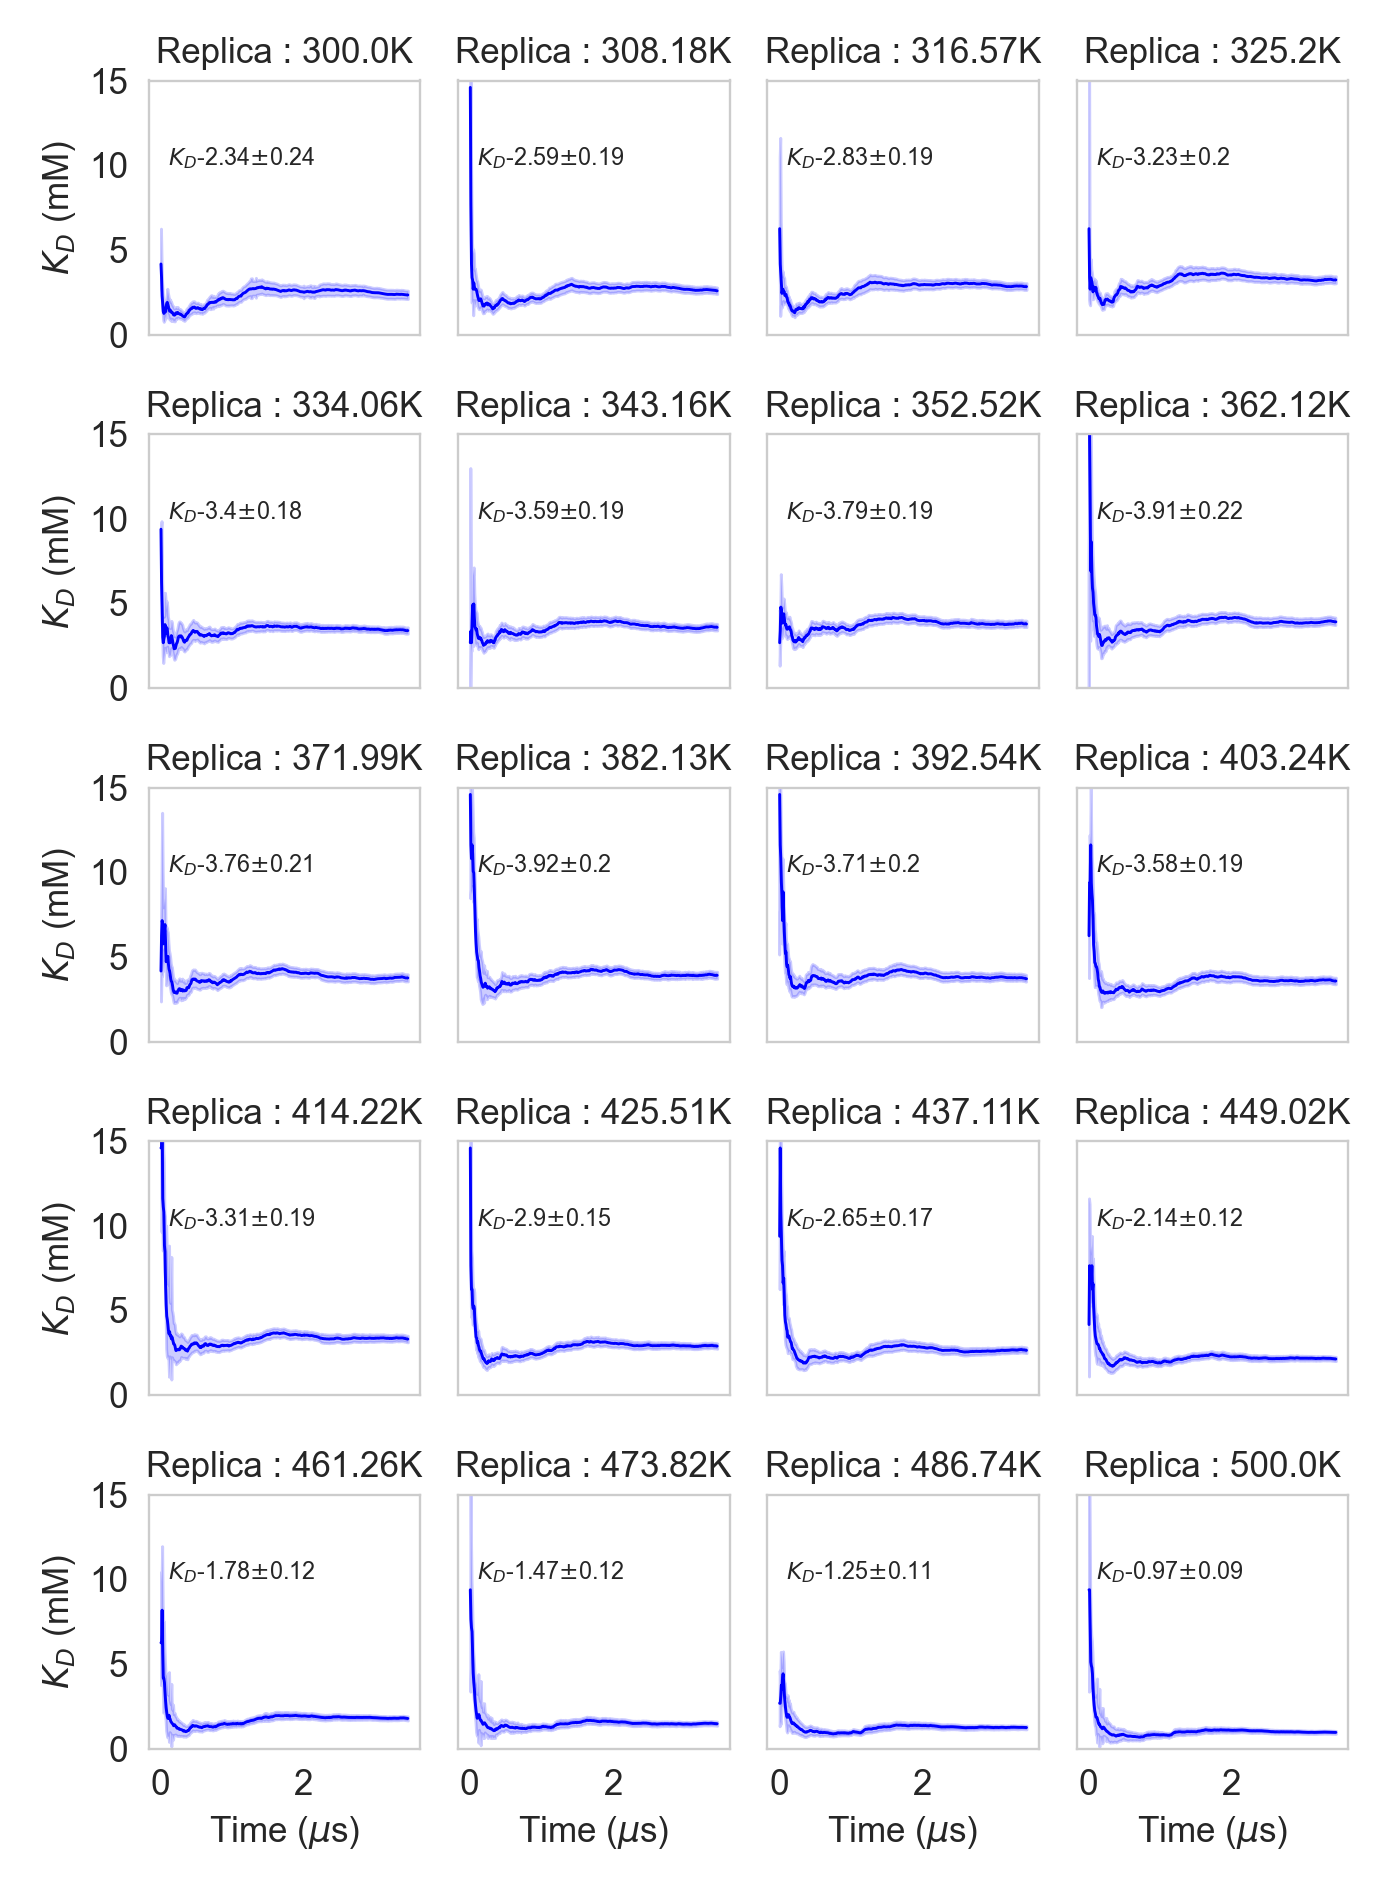 Replica : 300.0K Replica : 308.18K Replica : 316.57K Replica : 325.2K
15
10
5
0
K_D (mM)
K_D-2.34±0.24 K_D-2.59±0.19 K_D-2.83±0.19 K_D-3.23±0.2
Replica : 334.06K Replica : 343.16K Replica : 352.52K Replica : 362.12K
15
10
5
0
K_D (mM)
K_D-3.4±0.18 K_D-3.59±0.19 K_D-3.79±0.19 K_D-3.91±0.22
Replica : 371.99K Replica : 382.13K Replica : 392.54K Replica : 403.24K
15
10
5
0
K_D (mM)
K_D-3.76±0.21 K_D-3.92±0.2 K_D-3.71±0.2 K_D-3.58±0.19
Replica : 414.22K Replica : 425.51K Replica : 437.11K Replica : 449.02K
15
10
5
0
K_D (mM)
K_D-3.31±0.19 K_D-2.9±0.15 K_D-2.65±0.17 K_D-2.14±0.12
Replica : 461.26K Replica : 473.82K Replica : 486.74K Replica : 500.0K
15
10
5
0
K_D (mM)
K_D-1.78±0.12 K_D-1.47±0.12 K_D-1.25±0.11 K_D-0.97±0.09
0 2 0 2 0 2 0 2
Time (μs) Time (μs) Time (μs) Time (μs)